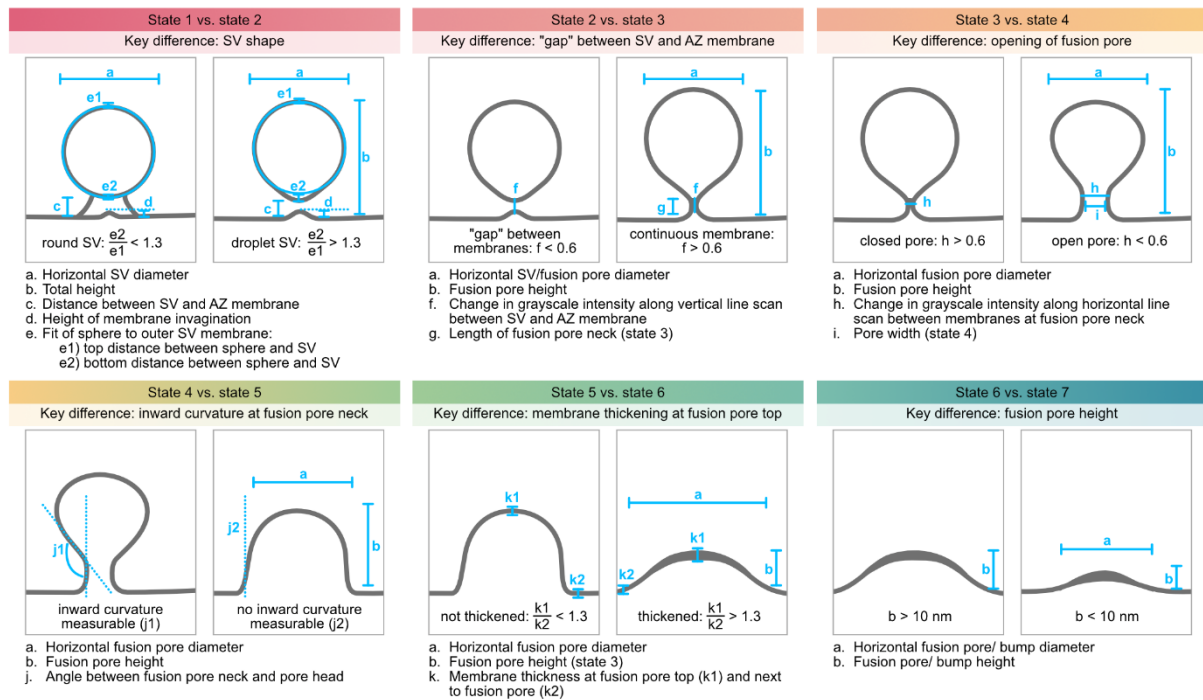 State 1 vs. state 2
Key difference: SV shape
a
e1
e2
c
d
round SV: e2/e1 < 1.3
a
e1
b
e2
c
d
droplet SV: e2/e1 > 1.3
a. Horizontal SV diameter
b. Total height
c. Distance between SV and AZ membrane
d. Height of membrane invagination
e. Fit of sphere to outer SV membrane:
e1) top distance between sphere and SV
e2) bottom distance between sphere and SV
State 2 vs. state 3
Key difference: "gap" between SV and AZ membrane
f
"gap" between
membranes: f < 0.6
a
b
f
g
continuous membrane:
f > 0.6
a. Horizontal SV/fusion pore diameter
b. Fusion pore height
f. Change in grayscale intensity along vertical line scan
between SV and AZ membrane
g. Length of fusion pore neck (state 3)
State 3 vs. state 4
Key difference: opening of fusion pore
h
closed pore: h > 0.6
a
b
h
i
open pore: h < 0.6
a. Horizontal fusion pore diameter
b. Fusion pore height
h. Change in grayscale intensity along horizontal line
scan between membranes at fusion pore neck
i. Pore width (state 4)
State 4 vs. state 5
Key difference: inward curvature at fusion pore neck
j1
inward curvature
measurable (j1)
a
j2
b
no inward curvature
measurable (j2)
a. Horizontal fusion pore diameter
b. Fusion pore height
j. Angle between fusion pore neck and pore head
State 5 vs. state 6
Key difference: membrane thickening at fusion pore top
k1
k2
not thickened: k1/k2 < 1.3
a
k1
k2
b
thickened: k1/k2 > 1.3
a. Horizontal fusion pore diameter
b. Fusion pore height (state 3)
k. Membrane thickness at fusion pore top (k1) and next
to fusion pore (k2)
State 6 vs. state 7
Key difference: fusion pore height
b
b > 10 nm
a
b
b < 10 nm
a. Horizontal fusion pore/ bump diameter
b. Fusion pore/ bump height